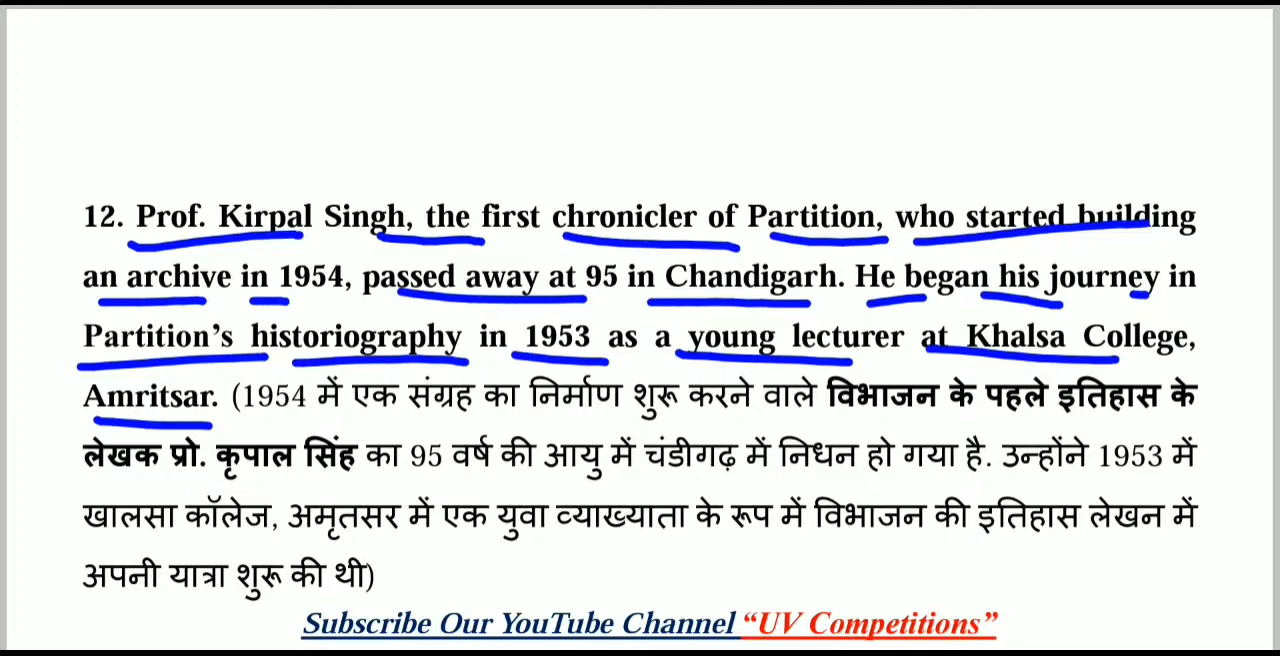 12. Prof. Kirpal Singh, the first chronicler of Partition, who started building
an archive in 1954, passed away at 95 in Chandigarh. He began his journey in
Partition’s historiography in 1953 as a young lecturer at Khalsa College,
Amritsar. (1954 में एक संग्रह का निर्माण शुरू करने वाले विभाजन के पहले इतिहास के
लेखक प्रो. कृपाल सिंह का 95 वर्ष की आयु में चंडीगढ़ में निधन हो गया है. उन्होंने 1953 में
खालसा कॉलेज, अमृतसर में एक युवा व्याख्याता के रूप में विभाजन की इतिहास लेखन में
अपनी यात्रा शुरू की थी)
Subscribe Our YouTube Channel “UV Competitions”